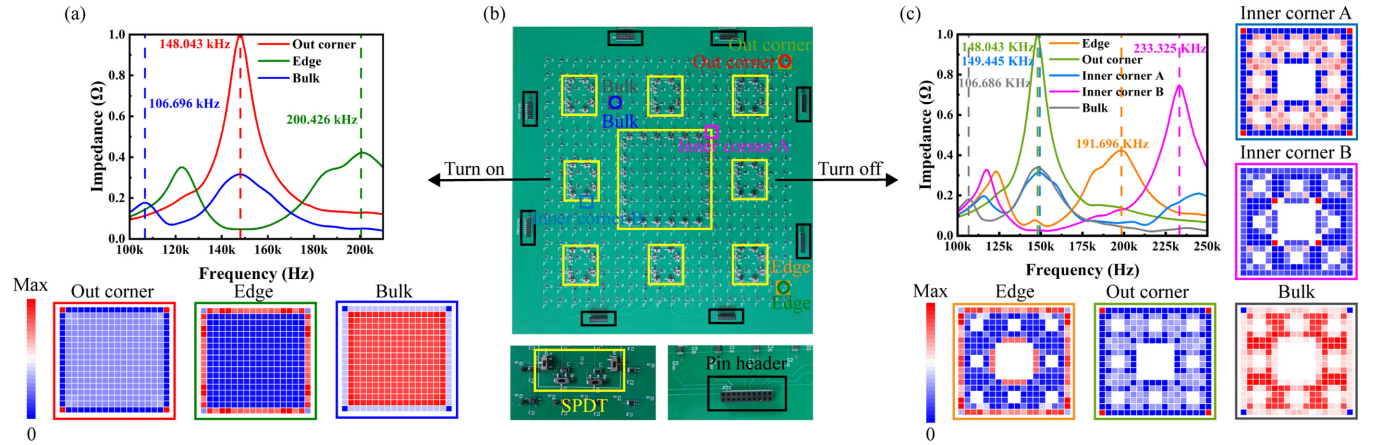 (a)
148.043 kHz
106.696 kHz
200.426 kHz
Out corner
Edge
Bulk
Impedance (Ω)
1.0
0.8
0.6
0.4
0.2
0.0
100k 120k 140k 160k 180k 200k
Frequency (Hz)
Max
0
Out corner
Edge
Bulk
(b)
Turn on
Turn off
Out corner
Out corner
Bulk
Bulk
Inner corner A
Inner corner B
Edge
Edge
SPDT
Pin header
(c)
148.043 KHz
149.445 KHz
106.686 KHz
233.325 KHz
191.696 KHz
Edge
Out corner
Inner corner A
Inner corner B
Bulk
Impedance (Ω)
1.0
0.8
0.6
0.4
0.2
0.0
100k 150k 200k 250k
Frequency (Hz)
Inner corner A
Inner corner B
Max
0
Edge
Out corner
Bulk